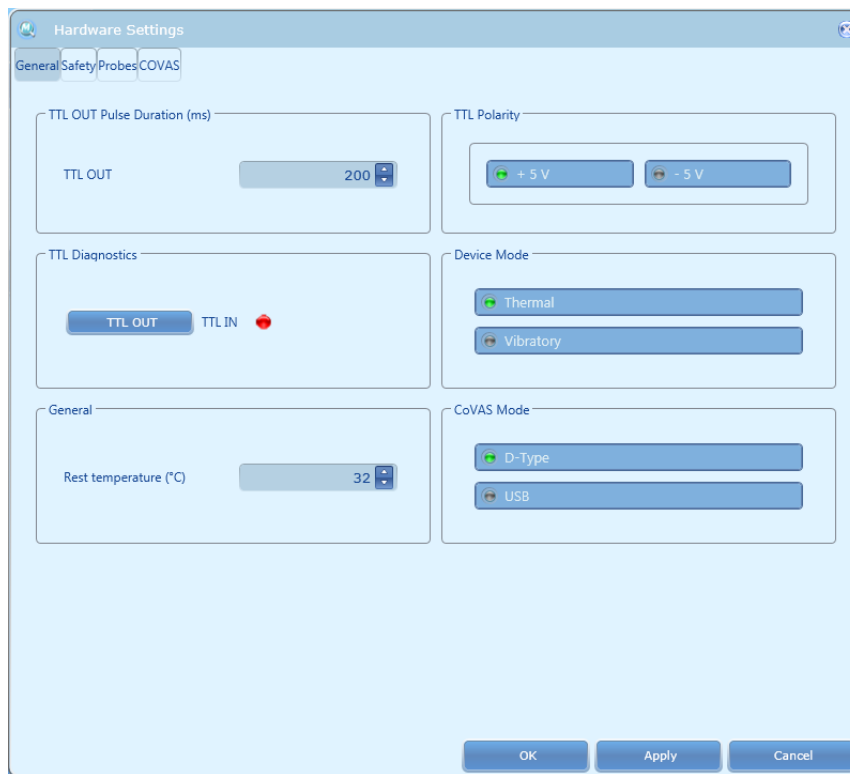 Hardware Settings
General Safety Probes COVAS
TTL OUT Pulse Duration (ms)
TTL OUT
200
TTL Polarity
+ 5 V
- 5 V
TTL Diagnostics
TTL OUT
TTL IN
Device Mode
Thermal
Vibratory
General
Rest temperature (°C)
32
CoVAS Mode
D-Type
USB
OK
Apply
Cancel